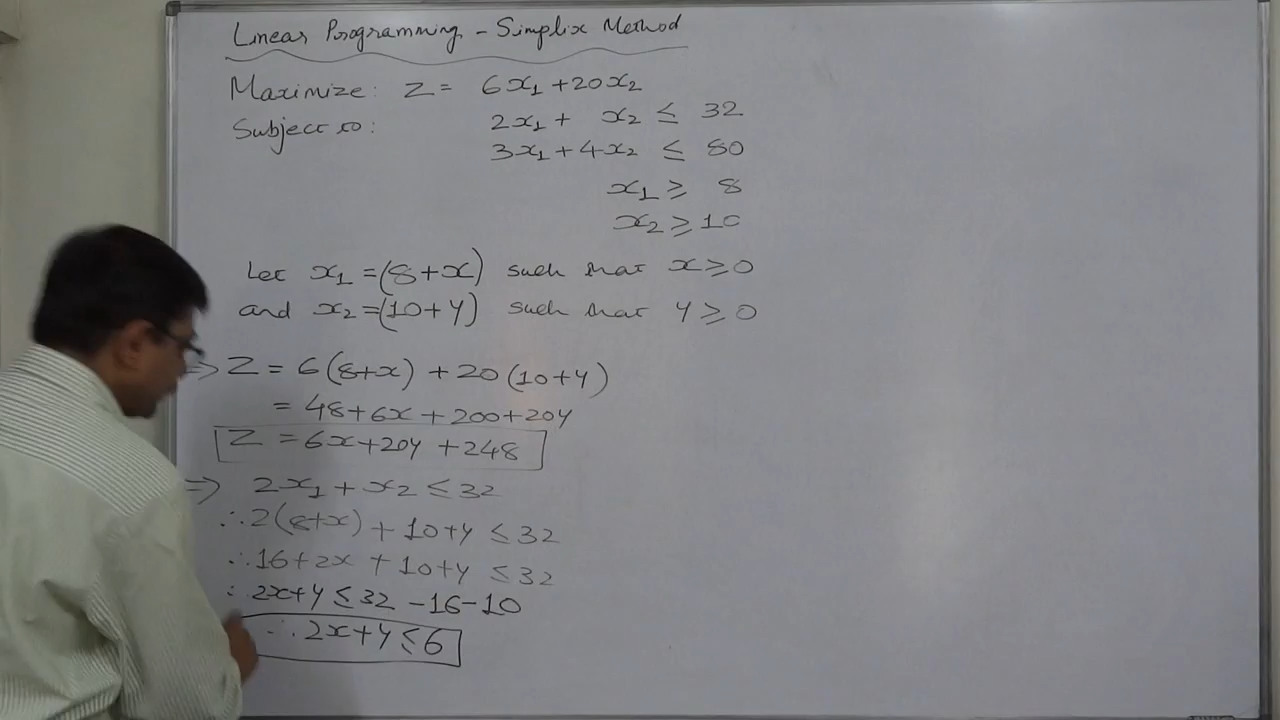 Linear Programming - Simplix Method
Maximize: Z = 6x₁ + 20x₂
Subject to: 2x₁ + x₂ ≤ 32
3x₁ + 4x₂ ≤ 80
x₁ ≥ 8
x₂ ≥ 10
Let x₁ = (8+x) such that x ≥ 0
and x₂ = (10+y) such that y ≥ 0
⇒ Z = 6(8+x) + 20(10+y)
= 48 + 6x + 200 + 20y
Z = 6x + 20y + 248
⇒ 2x₁ + x₂ ≤ 32
∴ 2(8+x) + 10+y ≤ 32
∴ 16 + 2x + 10+y ≤ 32
∴ 2x+y ≤ 32 - 16 - 10
∴ 2x+y ≤ 6